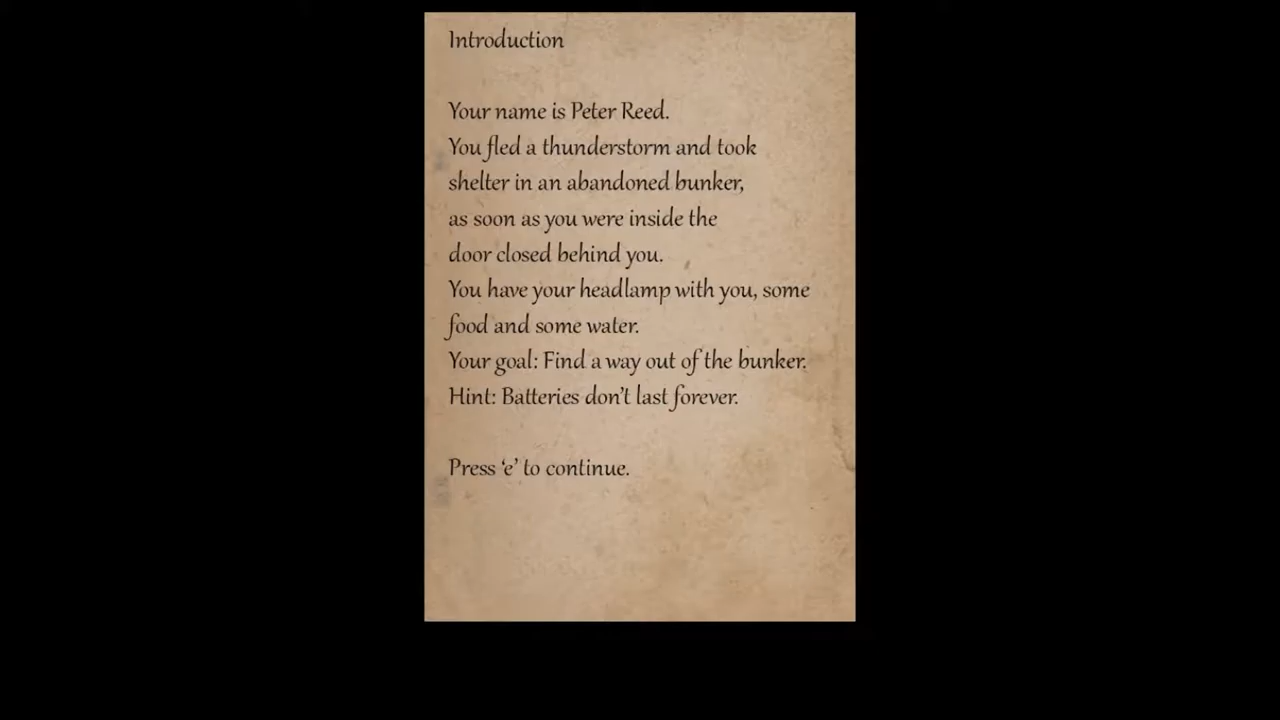 Introduction
Your name is Peter Reed.
You fled a thunderstorm and took
shelter in an abandoned bunker,
as soon as you were inside the
door closed behind you.
You have your headlamp with you, some
food and some water.
Your goal: Find a way out of the bunker.
Hint: Batteries don't last forever.
Press ‘e’ to continue.